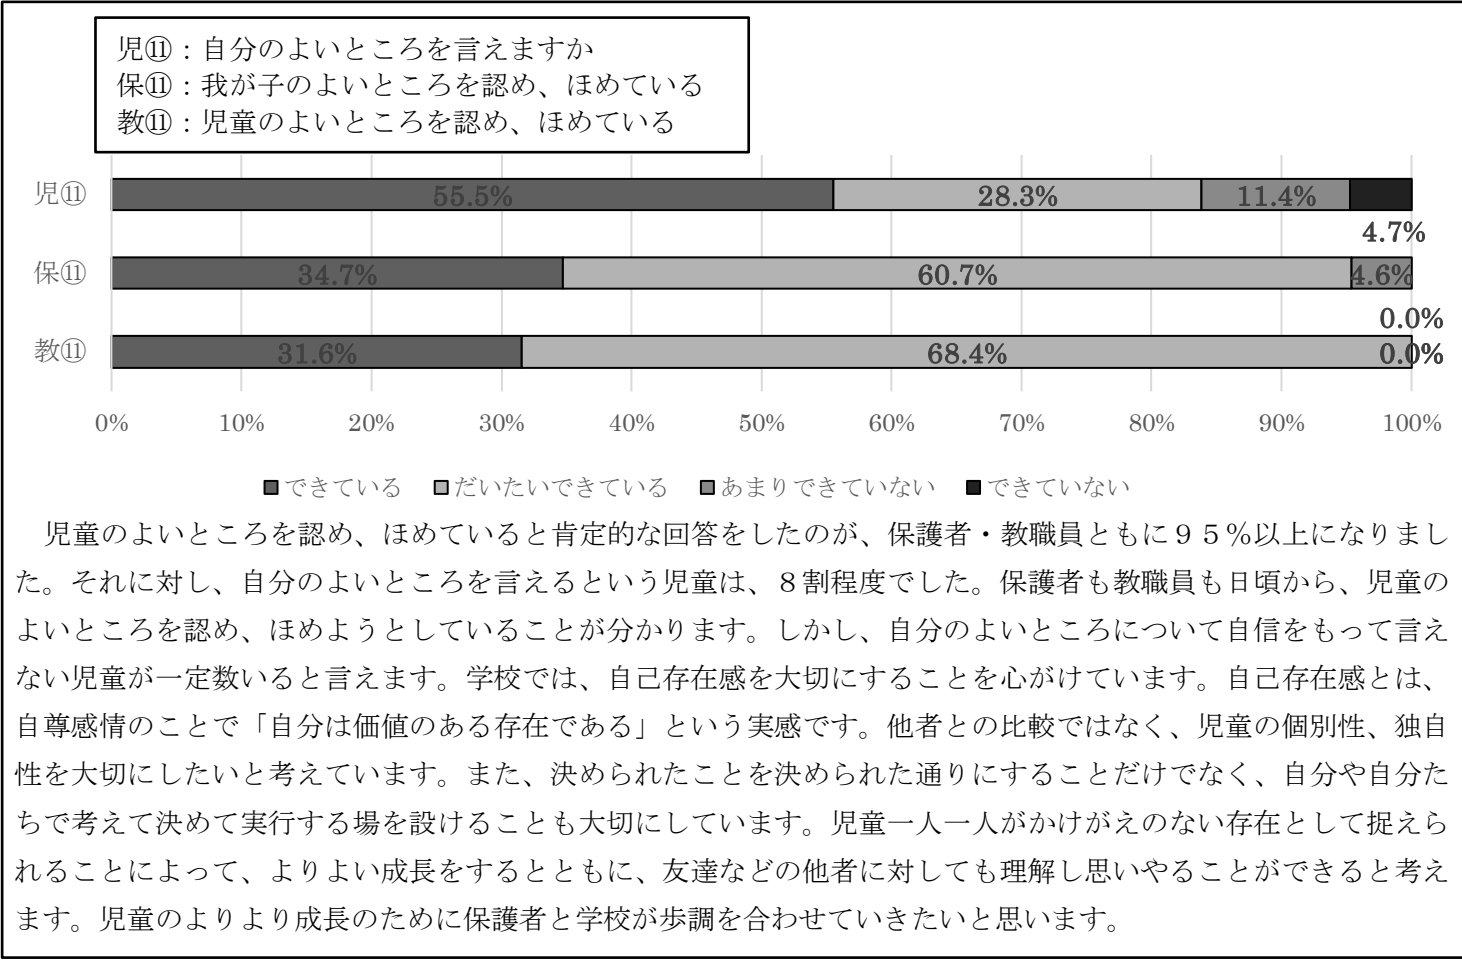 児⑪：自分のよいところを言えますか
保⑪：我が子のよいところを認め、ほめている
教⑪：児童のよいところを認め、ほめている
児⑪ 55.5% 28.3% 11.4%
4.7%
保⑪ 34.7% 60.7% 4.6%
0.0%
教⑪ 31.6% 68.4% 0.0%
0% 10% 20% 30% 40% 50% 60% 70% 80% 90% 100%
できている だいたいできている あまりできていない できていない
児童のよいところを認め、ほめていると肯定的な回答をしたのが、保護者・教職員ともに９５％以上になりまし
た。それに対し、自分のよいところを言えるという児童は、８割程度でした。保護者も教職員も日頃から、児童の
よいところを認め、ほめようとしていることが分かります。しかし、自分のよいところについて自信をもって言え
ない児童が一定数いると言えます。学校では、自己存在感を大切にすることを心がけています。自己存在感とは、
自尊感情のことで「自分は価値のある存在である」という実感です。他者との比較ではなく、児童の個別性、独自
性を大切にしたいと考えています。また、決められたことを決められた通りにすることだけでなく、自分や自分た
ちで考えて決めて実行する場を設けることも大切にしています。児童一人一人がかけがえのない存在として捉えら
れることによって、よりよい成長をするとともに、友達などの他者に対しても理解し思いやることができると考え
ます。児童のよりより成長のために保護者と学校が歩調を合わせていきたいと思います。